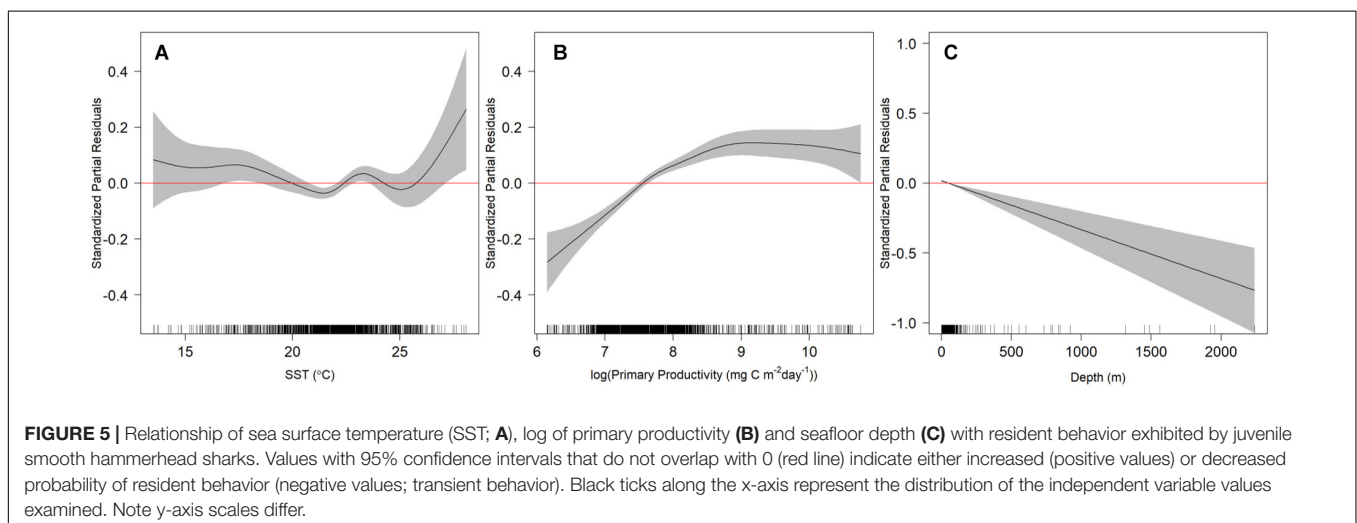 A
B
C
Standardized Partial Residuals
0.4
0.2
0.0
-0.2
-0.4
15
20
25
SST (°C)
Standardized Partial Residuals
0.4
0.2
0.0
-0.2
-0.4
6
7
8
9
10
log(Primary Productivity (mg C m⁻²day⁻¹))
Standardized Partial Residuals
1.0
0.5
0.0
-0.5
-1.0
0
500
1000
1500
2000
Depth (m)
FIGURE 5 | Relationship of sea surface temperature (SST; A), log of primary productivity (B) and seafloor depth (C) with resident behavior exhibited by juvenile
smooth hammerhead sharks. Values with 95% confidence intervals that do not overlap with 0 (red line) indicate either increased (positive values) or decreased
probability of resident behavior (negative values; transient behavior). Black ticks along the x-axis represent the distribution of the independent variable values
examined. Note y-axis scales differ.